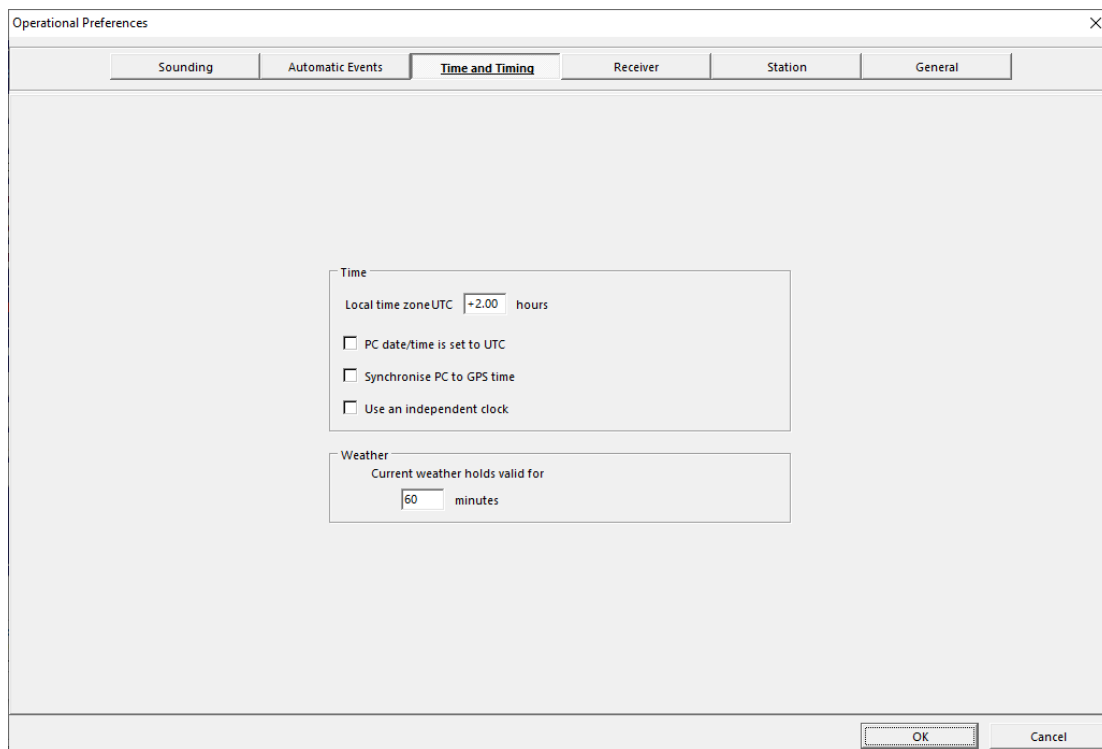 Operational Preferences
Sounding Automatic Events Time and Timing Receiver Station General
Time
Local time zone UTC +2.00 hours
PC date/time is set to UTC
Synchronise PC to GPS time
Use an independent clock
Weather
Current weather holds valid for
60 minutes
OK Cancel